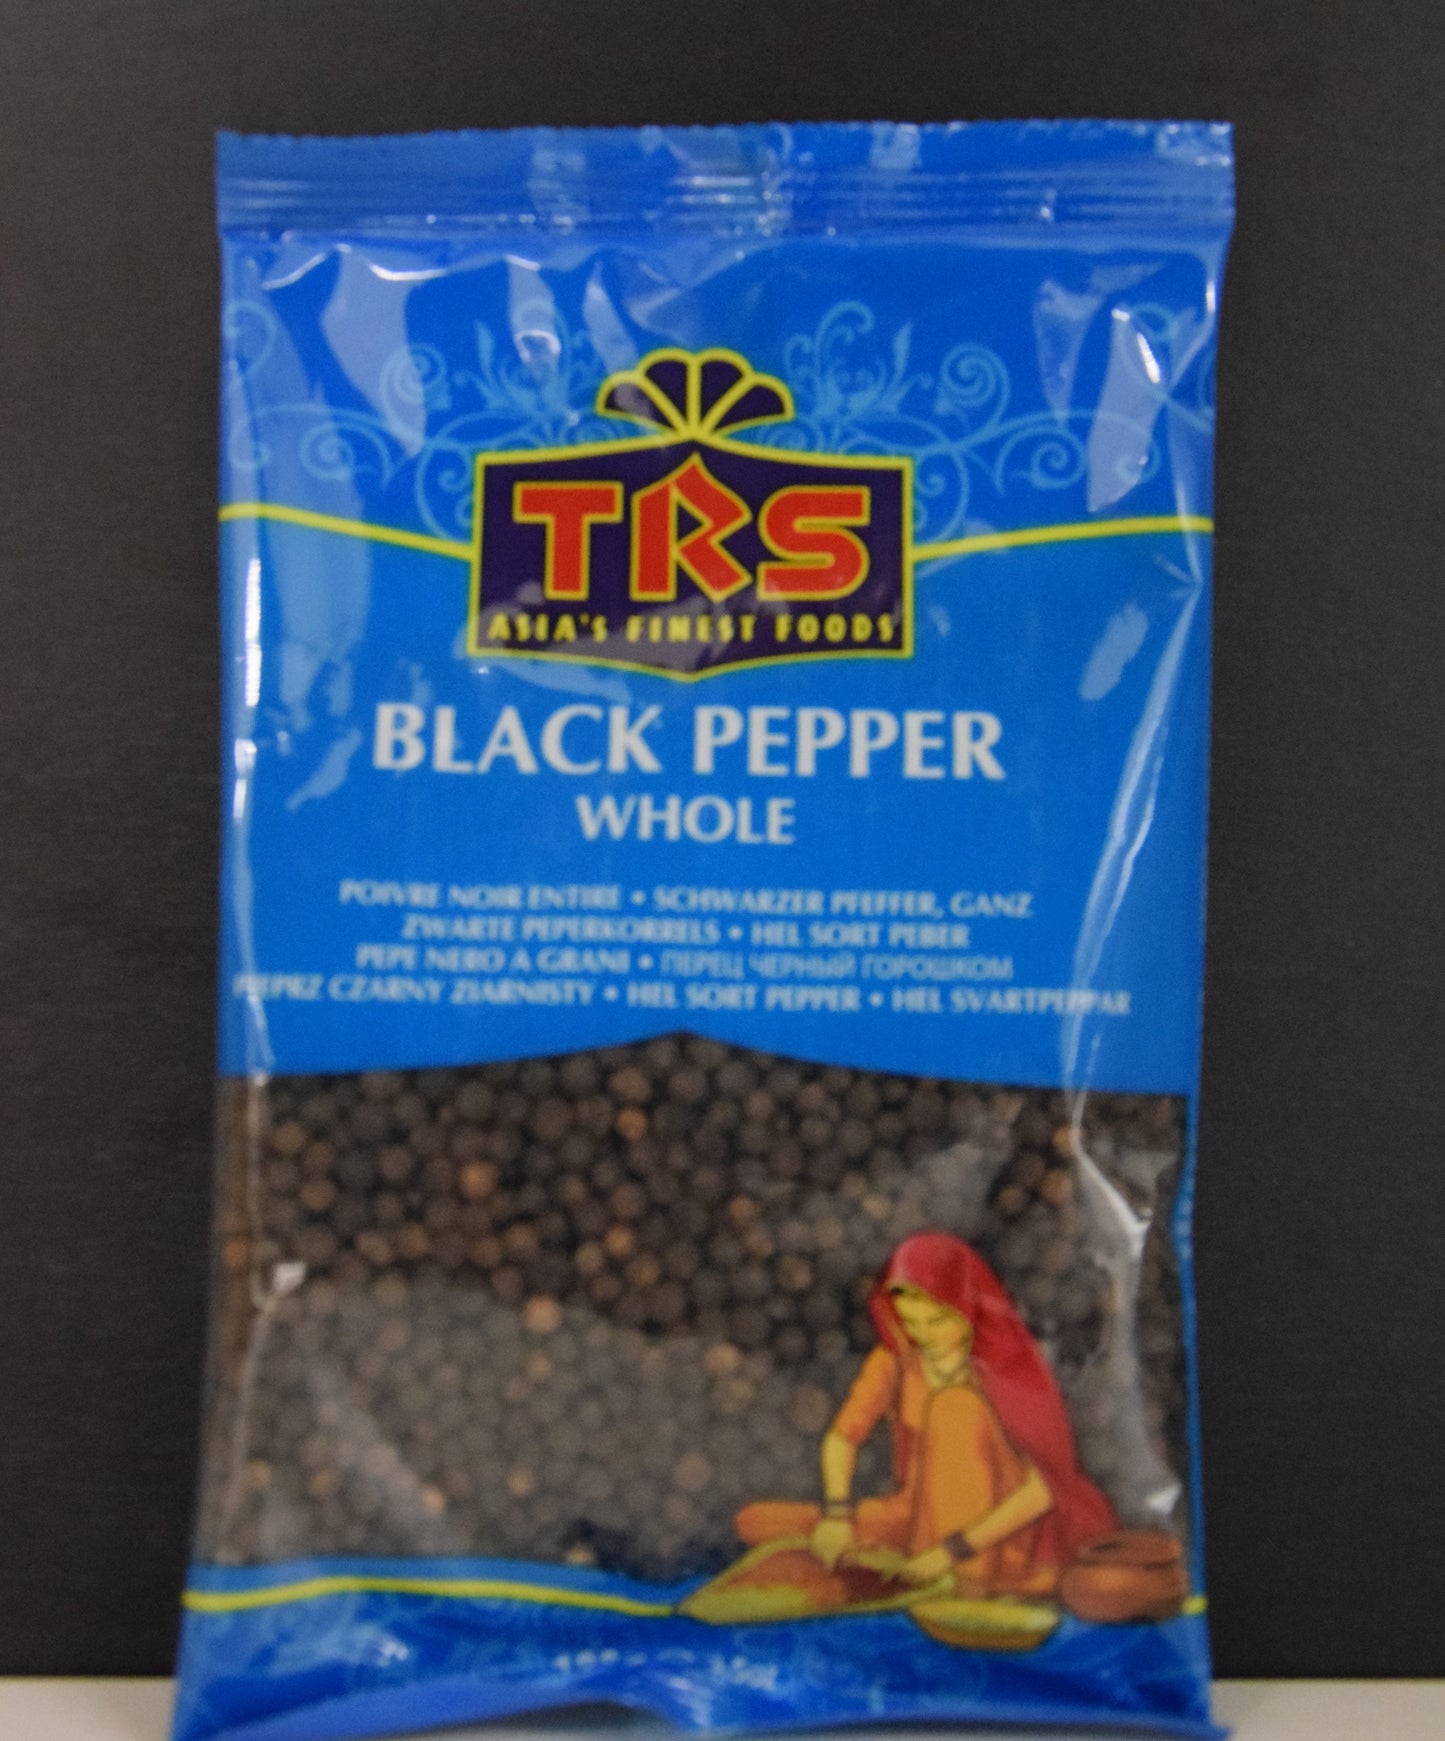 TRS
ASIA'S FINEST FOODS
BLACK PEPPER
WHOLE
POIVRE NOIR ENTIRE • SCHWARZER PFEFFER, GANZ
ZWARTE PEPERKORRELS • HEL SORT PEBER
PEPE NERO A GRANI • ПЕРЕЦ ЧЕРНЫЙ ГОРОШКОМ
PIEPRZ CZARNY ZIARNISTY • HEL SORT PEPPER • HEL SVARTPEPPAR